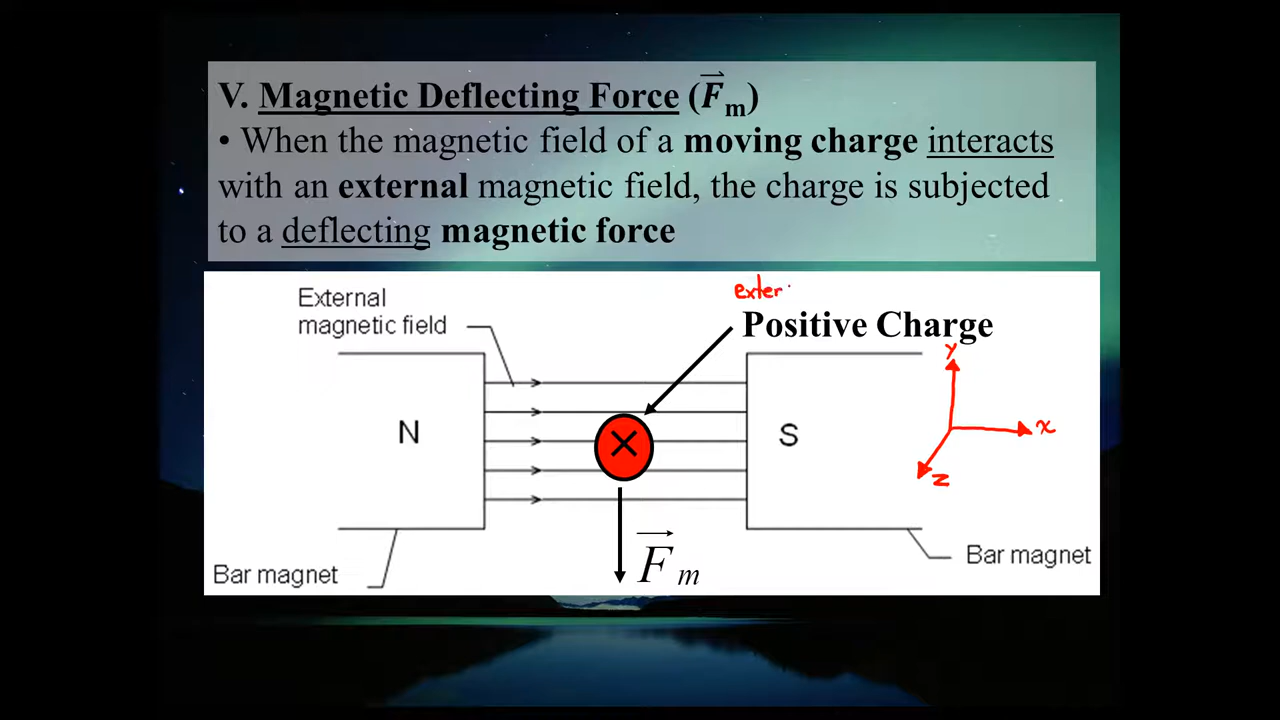 V. Magnetic Deflecting Force (F⃗m)
• When the magnetic field of a moving charge interacts
with an external magnetic field, the charge is subjected
to a deflecting magnetic force
exter
External
magnetic field
Positive Charge
Y
N
S
x
z
F⃗m
Bar magnet
Bar magnet